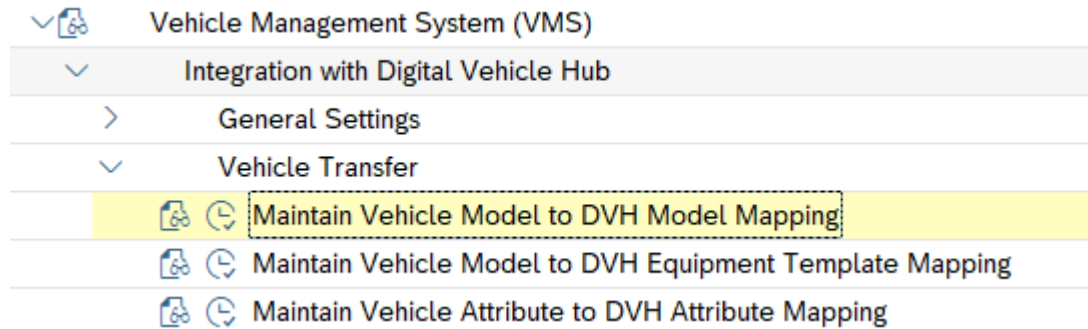 Vehicle Management System (VMS)
Integration with Digital Vehicle Hub
General Settings
Vehicle Transfer
Maintain Vehicle Model to DVH Model Mapping
Maintain Vehicle Model to DVH Equipment Template Mapping
Maintain Vehicle Attribute to DVH Attribute Mapping